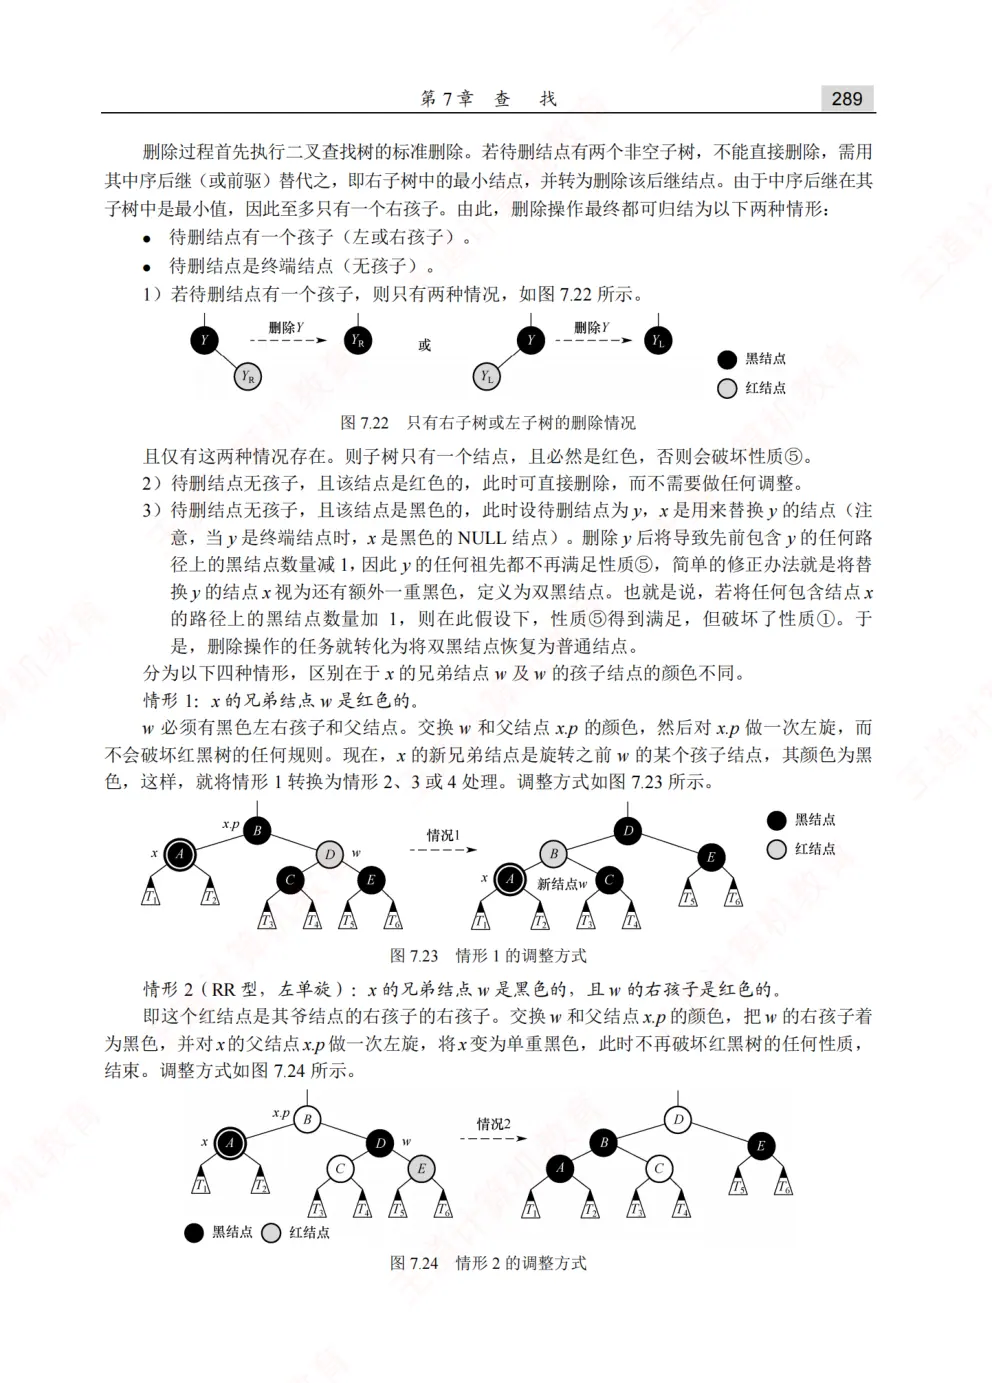 第 7 章 查 找
289
删除过程首先执行二叉查找树的标准删除。若待删结点有两个非空子树，不能直接删除，需用
其中序后继（或前驱）替代之，即右子树中的最小结点，并转为删除该后继结点。由于中序后继在其
子树中是最小值，因此至多只有一个右孩子。由此，删除操作最终都可归结为以下两种情形：
● 待删结点有一个孩子（左或右孩子）。
● 待删结点是终端结点（无孩子）。
1）若待删结点有一个孩子，则只有两种情况，如图 7.22 所示。
Y
YR
删除Y
YR
或
Y
YL
删除Y
YL
黑结点
红结点
图 7.22 只有右子树或左子树的删除情况
且仅有这两种情况存在。则子树只有一个结点，且必然是红色，否则会破坏性质⑤。
2）待删结点无孩子，且该结点是红色的，此时可直接删除，而不需要做任何调整。
3）待删结点无孩子，且该结点是黑色的，此时设待删结点为 y，x 是用来替换 y 的结点（注
意，当 y 是终端结点时，x 是黑色的 NULL 结点）。删除 y 后将导致先前包含 y 的任何路
径上的黑结点数量减 1，因此 y 的任何祖先都不再满足性质⑤，简单的修正办法就是将替
换 y 的结点 x 视为还有额外一重黑色，定义为双黑结点。也就是说，若将任何包含结点 x
的路径上的黑结点数量加 1，则在此假设下，性质⑤得到满足，但破坏了性质①。于
是，删除操作的任务就转化为将双黑结点恢复为普通结点。
分为以下四种情形，区别在于 x 的兄弟结点 w 及 w 的孩子结点的颜色不同。
情形 1：x 的兄弟结点 w 是红色的。
w 必须有黑色左右孩子和父结点。交换 w 和父结点 x.p 的颜色，然后对 x.p 做一次左旋，而
不会破坏红黑树的任何规则。现在，x 的新兄弟结点是旋转之前 w 的某个孩子结点，其颜色为黑
色，这样，就将情形 1 转换为情形 2、3 或 4 处理。调整方式如图 7.23 所示。
x.p
B
x
A
D
w
C
E
T1
T2
T3
T4
T5
T6
情况1
D
B
E
x
A
新结点w
C
T1
T2
T3
T4
T5
T6
黑结点
红结点
图 7.23 情形 1 的调整方式
情形 2（RR 型，左单旋）：x 的兄弟结点 w 是黑色的，且 w 的右孩子是红色的。
即这个红结点是其爷结点的右孩子的右孩子。交换 w 和父结点 x.p 的颜色，把 w 的右孩子着
为黑色，并对 x 的父结点 x.p 做一次左旋，将 x 变为单重黑色，此时不再破坏红黑树的任何性质，
结束。调整方式如图 7.24 所示。
x.p
B
x
A
D
w
C
E
T1
T2
T3
T4
T5
T6
情况2
D
B
E
A
C
T1
T2
T3
T4
T5
T6
黑结点
红结点
图 7.24 情形 2 的调整方式